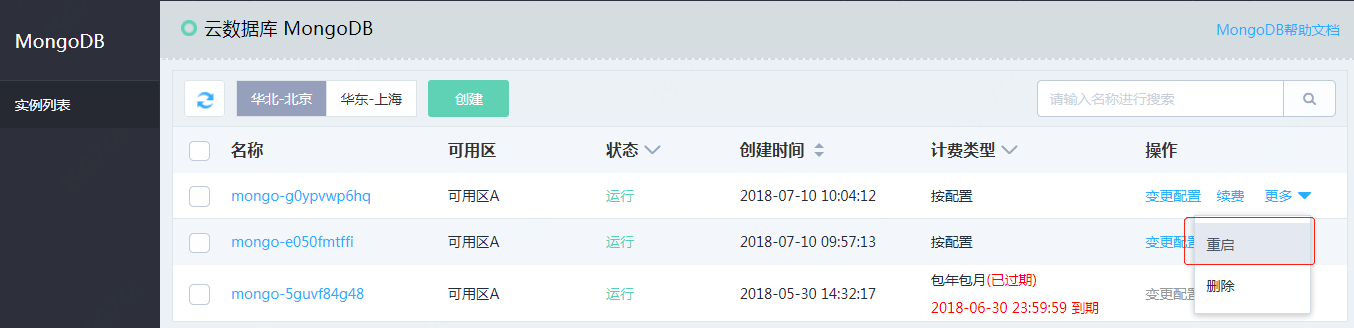 MongoDB
实例列表
云数据库 MongoDB
MongoDB帮助文档
华北-北京 华东-上海 创建 请输入名称进行搜索
名称 可用区 状态 创建时间 计费类型 操作
mongo-g0ypvwp6hq 可用区A 运行 2018-07-10 10:04:12 按配置 变更配置 续费 更多
mongo-e050fmtffi 可用区A 运行 2018-07-10 09:57:13 按配置 变更配置
重启
mongo-5guvf84g48 可用区A 运行 2018-05-30 14:32:17 包年包月(已过期) 变更配置
2018-06-30 23:59:59 到期
删除